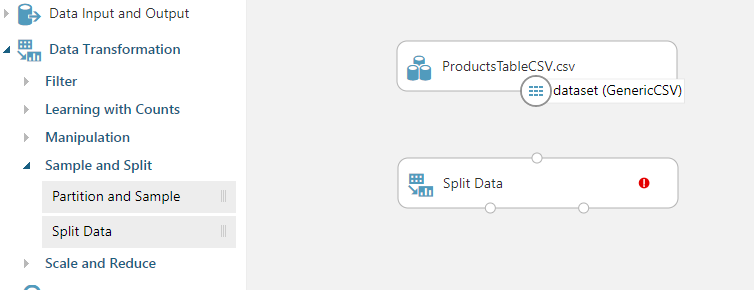 Data Input and Output
Data Transformation
Filter
Learning with Counts
Manipulation
Sample and Split
Partition and Sample
Split Data
Scale and Reduce
ProductsTableCSV.csv
dataset (GenericCSV)
Split Data